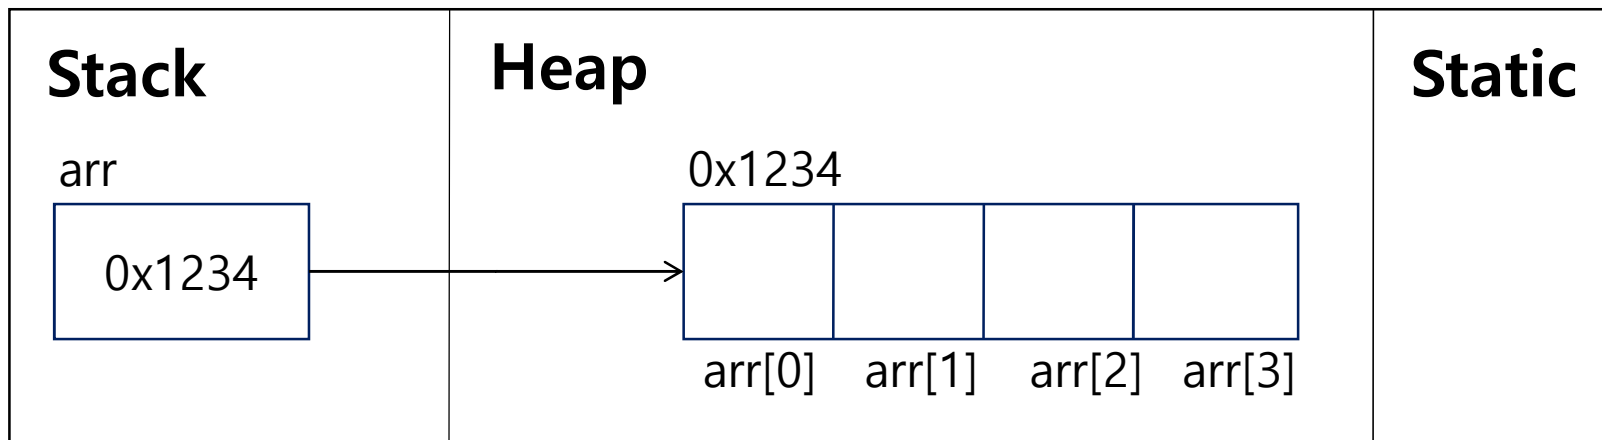 Stack
Heap
Static
arr
0x1234
0x1234
arr[0] arr[1] arr[2] arr[3]